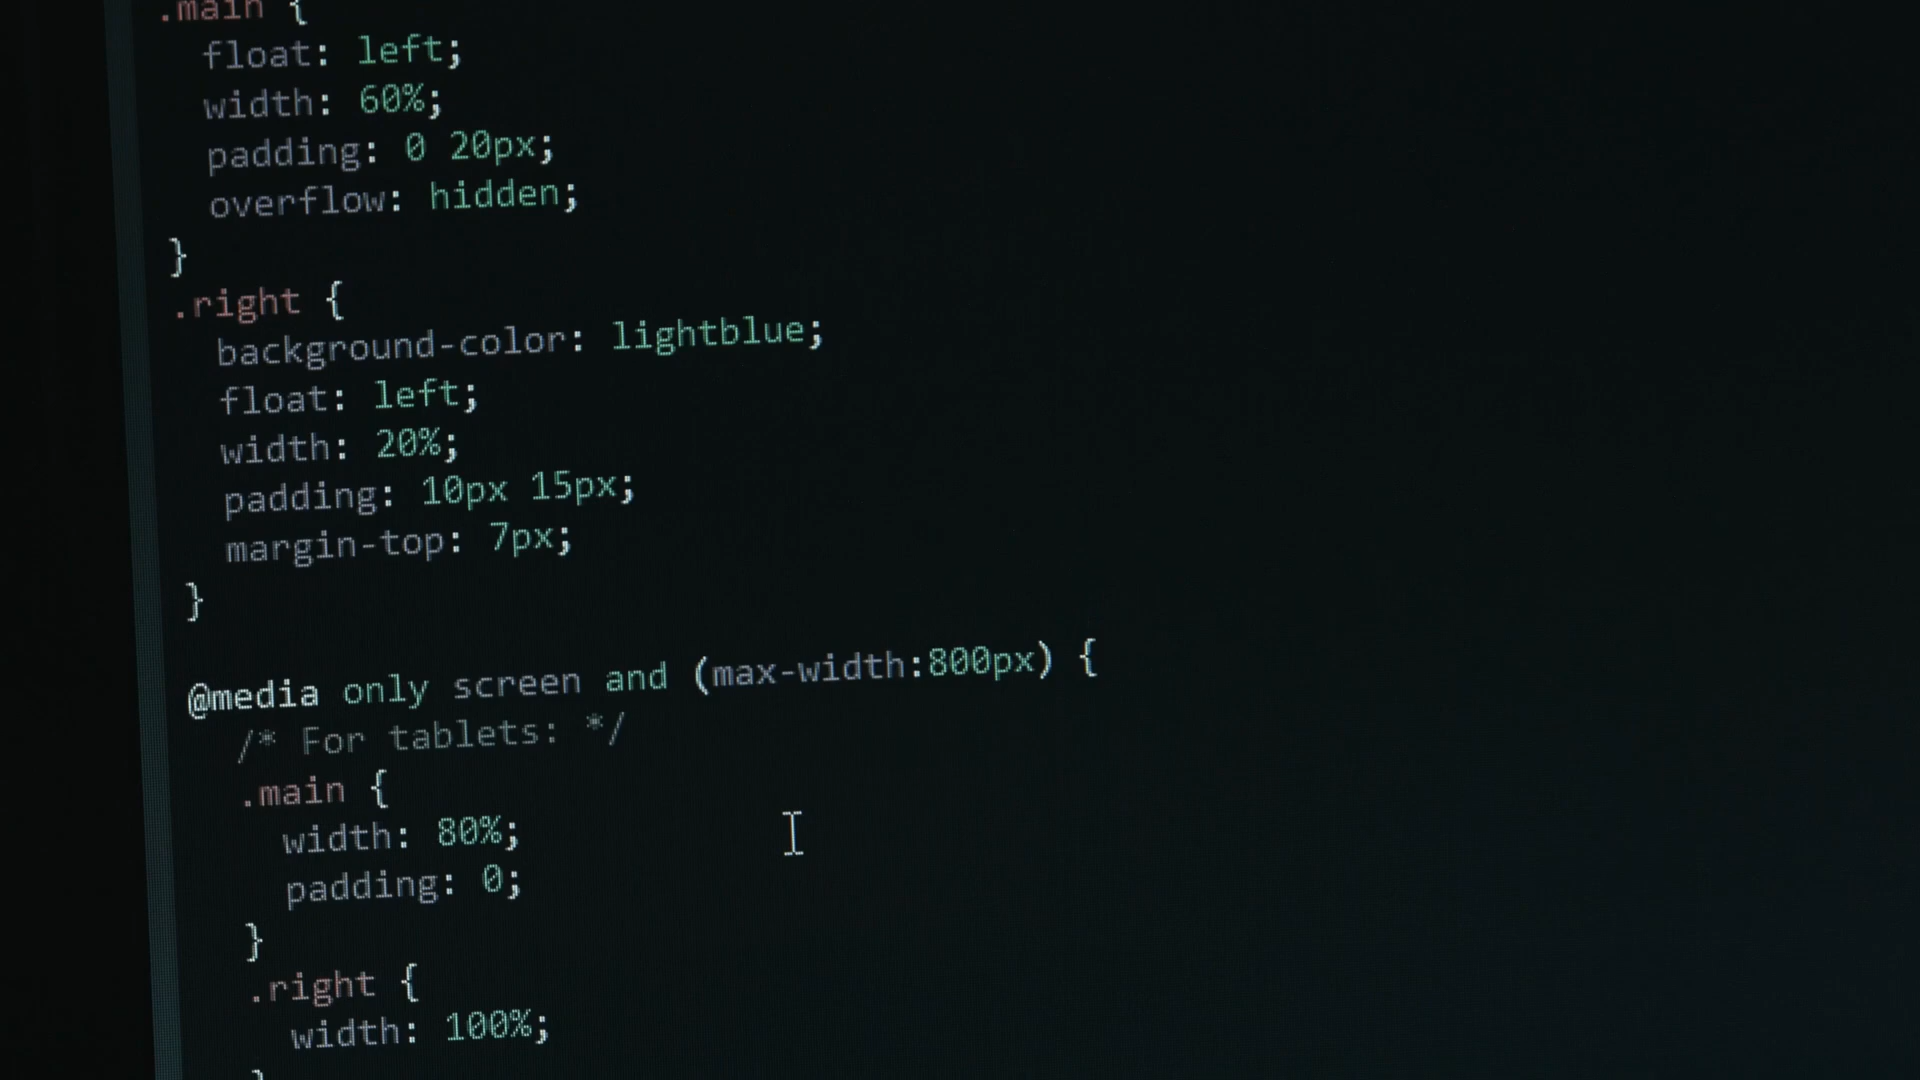 .main {
float: left;
width: 60%;
padding: 0 20px;
overflow: hidden;
}
.right {
background-color: lightblue;
float: left;
width: 20%;
padding: 10px 15px;
margin-top: 7px;
}
@media only screen and (max-width:800px) {
/* For tablets: */
.main {
width: 80%;
padding: 0;
}
.right {
width: 100%;
}